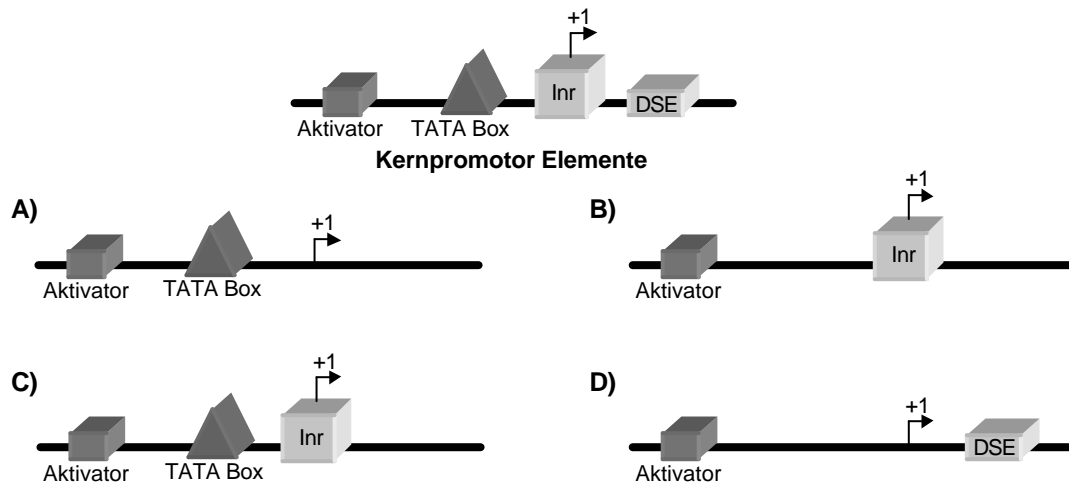 +1
Inr
DSE
Aktivator TATA Box
Kernpromotor Elemente
A)
+1
Aktivator TATA Box
B)
+1
Inr
Aktivator
C)
+1
Inr
Aktivator TATA Box
D)
+1
DSE
Aktivator